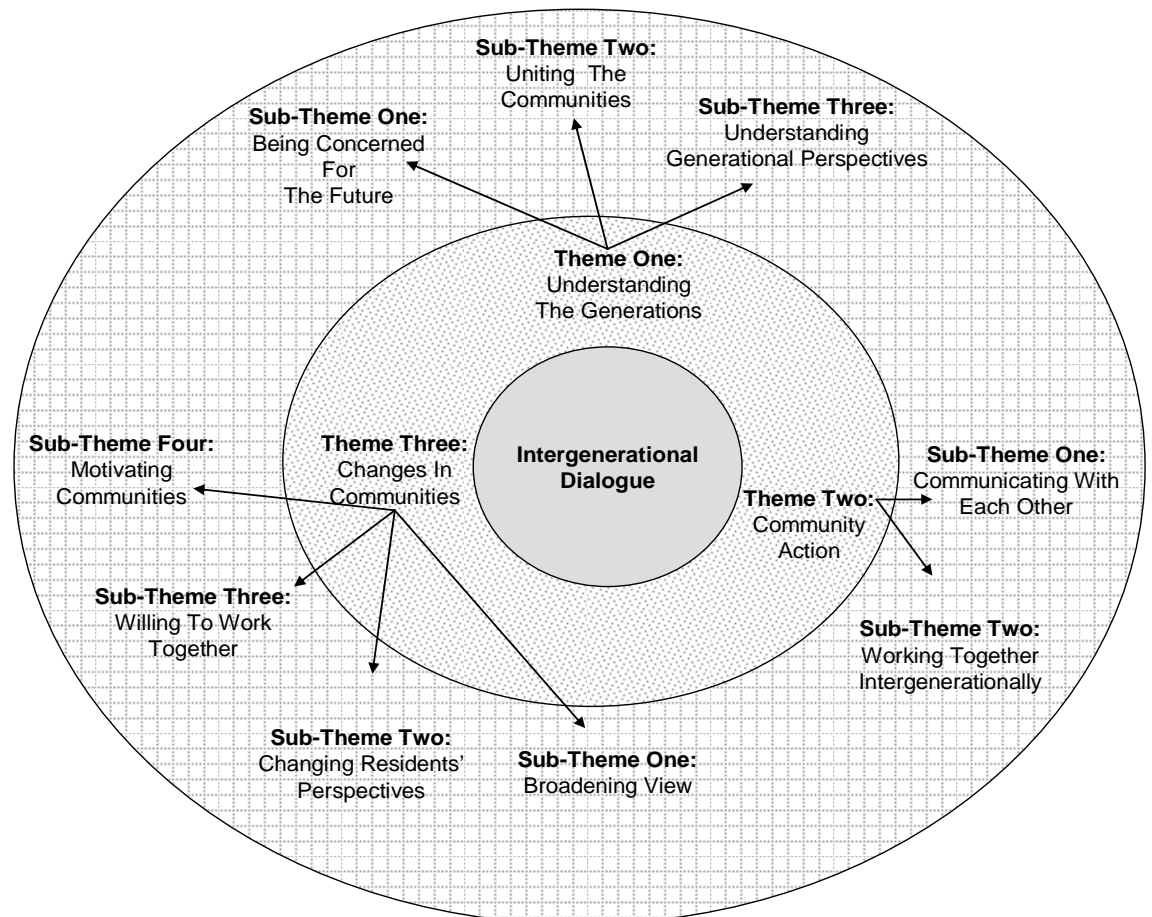 Sub-Theme Two:
Uniting The
Communities
Sub-Theme Three:
Understanding
Generational Perspectives
Sub-Theme One:
Being Concerned
For
The Future
Theme One:
Understanding
The Generations
Sub-Theme Four:
Motivating
Communities
Theme Three:
Changes In
Communities
Intergenerational
Dialogue
Theme Two:
Community
Action
Sub-Theme One:
Communicating With
Each Other
Sub-Theme Three:
Willing To Work
Together
Sub-Theme Two:
Working Together
Intergenerationally
Sub-Theme Two:
Changing Residents’
Perspectives
Sub-Theme One:
Broadening View